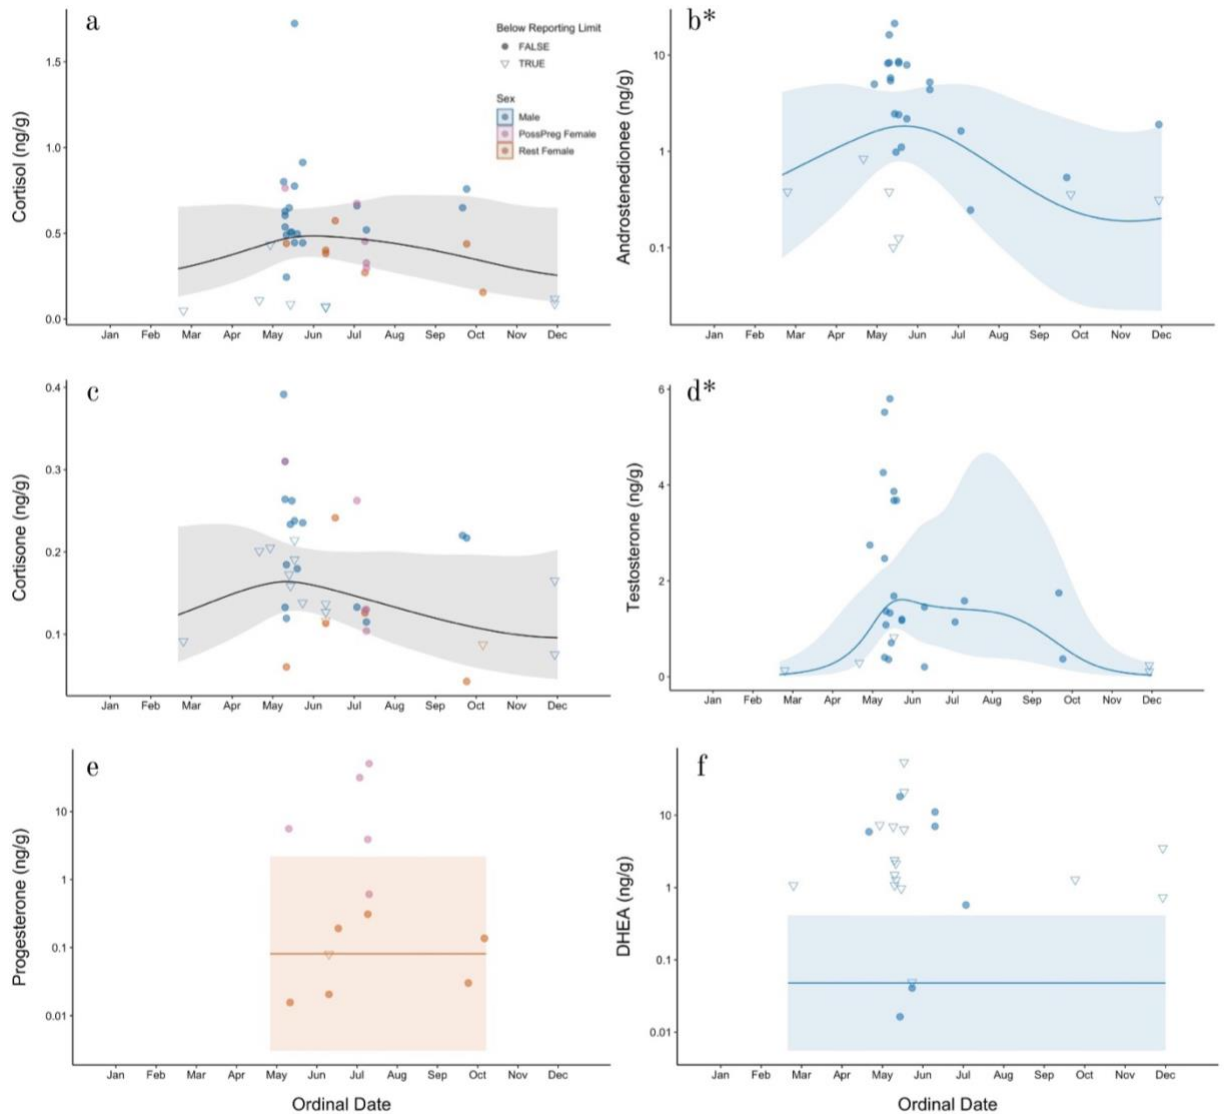 a
Below Reporting Limit
FALSE
TRUE
Sex
Male
PossPreg Female
Rest Female
Cortisol (ng/g)
1.5
1.0
0.5
0.0
Jan Feb Mar Apr May Jun Jul Aug Sep Oct Nov Dec
b*
Androstenedionee (ng/g)
10
1
0.1
Jan Feb Mar Apr May Jun Jul Aug Sep Oct Nov Dec
c
Cortisone (ng/g)
0.4
0.3
0.2
0.1
Jan Feb Mar Apr May Jun Jul Aug Sep Oct Nov Dec
d*
Testosterone (ng/g)
6
4
2
0
Jan Feb Mar Apr May Jun Jul Aug Sep Oct Nov Dec
e
Progesterone (ng/g)
10
1
0.1
0.01
Jan Feb Mar Apr May Jun Jul Aug Sep Oct Nov Dec
Ordinal Date
f
DHEA (ng/g)
10
1
0.1
0.01
Jan Feb Mar Apr May Jun Jul Aug Sep Oct Nov Dec
Ordinal Date